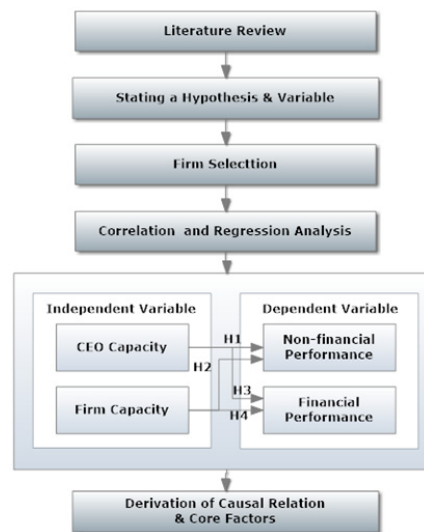 Literature Review
Stating a Hypothesis & Variable
Firm Selecttion
Correlation and Regression Analysis
Independent Variable
Dependent Variable
CEO Capacity
H1
Non-financial
Performance
H2
Firm Capacity
H3
H4
Financial
Performance
Derivation of Causal Relation
& Core Factors